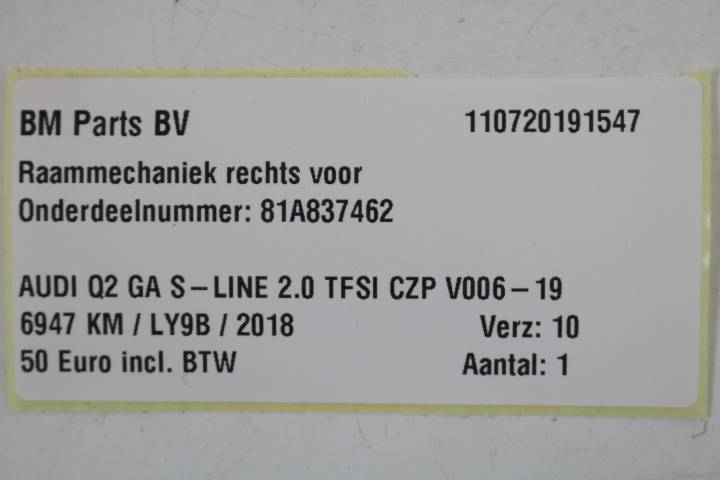 BM Parts BV 110720191547
Raammechaniek rechts voor
Onderdeelnummer: 81A837462
AUDI Q2 GA S-LINE 2.0 TFSI CZP V006-19
6947 KM / LY9B / 2018 Verz: 10
50 Euro incl. BTW Aantal: 1